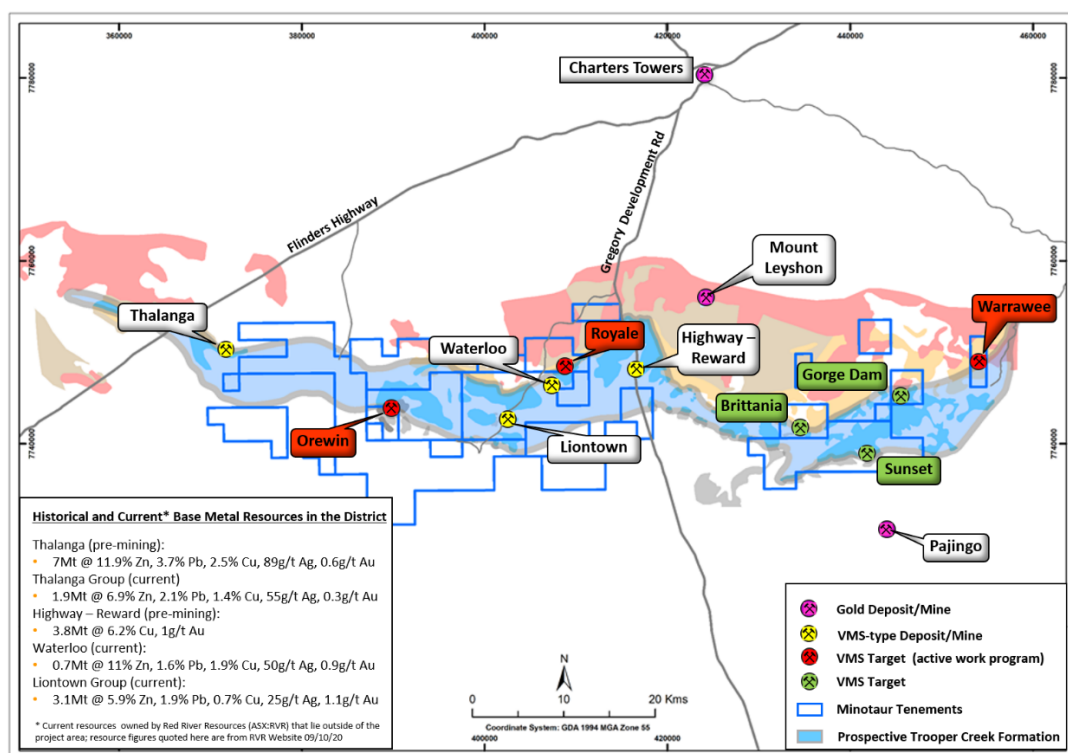 360000
380000
400000
420000
440000
460000
7780000
7780000
Charters Towers
Flinders Highway
Gregory Development Rd
7760000
7760000
Mount
Leyshon
Thalanga
Waterloo
Royale
Highway –
Reward
Warrawee
Gorge Dam
Brittania
7740000
7740000
Orewin
Liontown
Sunset
Pajingo
Historical and Current* Base Metal Resources in the District
Thalanga (pre-mining):
• 7Mt @ 11.9% Zn, 3.7% Pb, 2.5% Cu, 89g/t Ag, 0.6g/t Au
Thalanga Group (current)
• 1.9Mt @ 6.9% Zn, 2.1% Pb, 1.4% Cu, 55g/t Ag, 0.3g/t Au
Highway – Reward (pre-mining):
• 3.8Mt @ 6.2% Cu, 1g/t Au
Waterloo (current):
• 0.7Mt @ 11% Zn, 1.6% Pb, 1.9% Cu, 50g/t Ag, 0.9g/t Au
Liontown Group (current):
• 3.1Mt @ 5.9% Zn, 1.9% Pb, 0.7% Cu, 25g/t Ag, 1.1g/t Au
* Current resources owned by Red River Resources (ASX:RVR) that lie outside of the
project area; resource figures quoted here are from RVR Website 09/10/20
N
0 10 20 Kms
Coordinate System: GDA 1994 MGA Zone 55
Gold Deposit/Mine
VMS-type Deposit/Mine
VMS Target (active work program)
VMS Target
Minotaur Tenements
Prospective Trooper Creek Formation
400000
420000